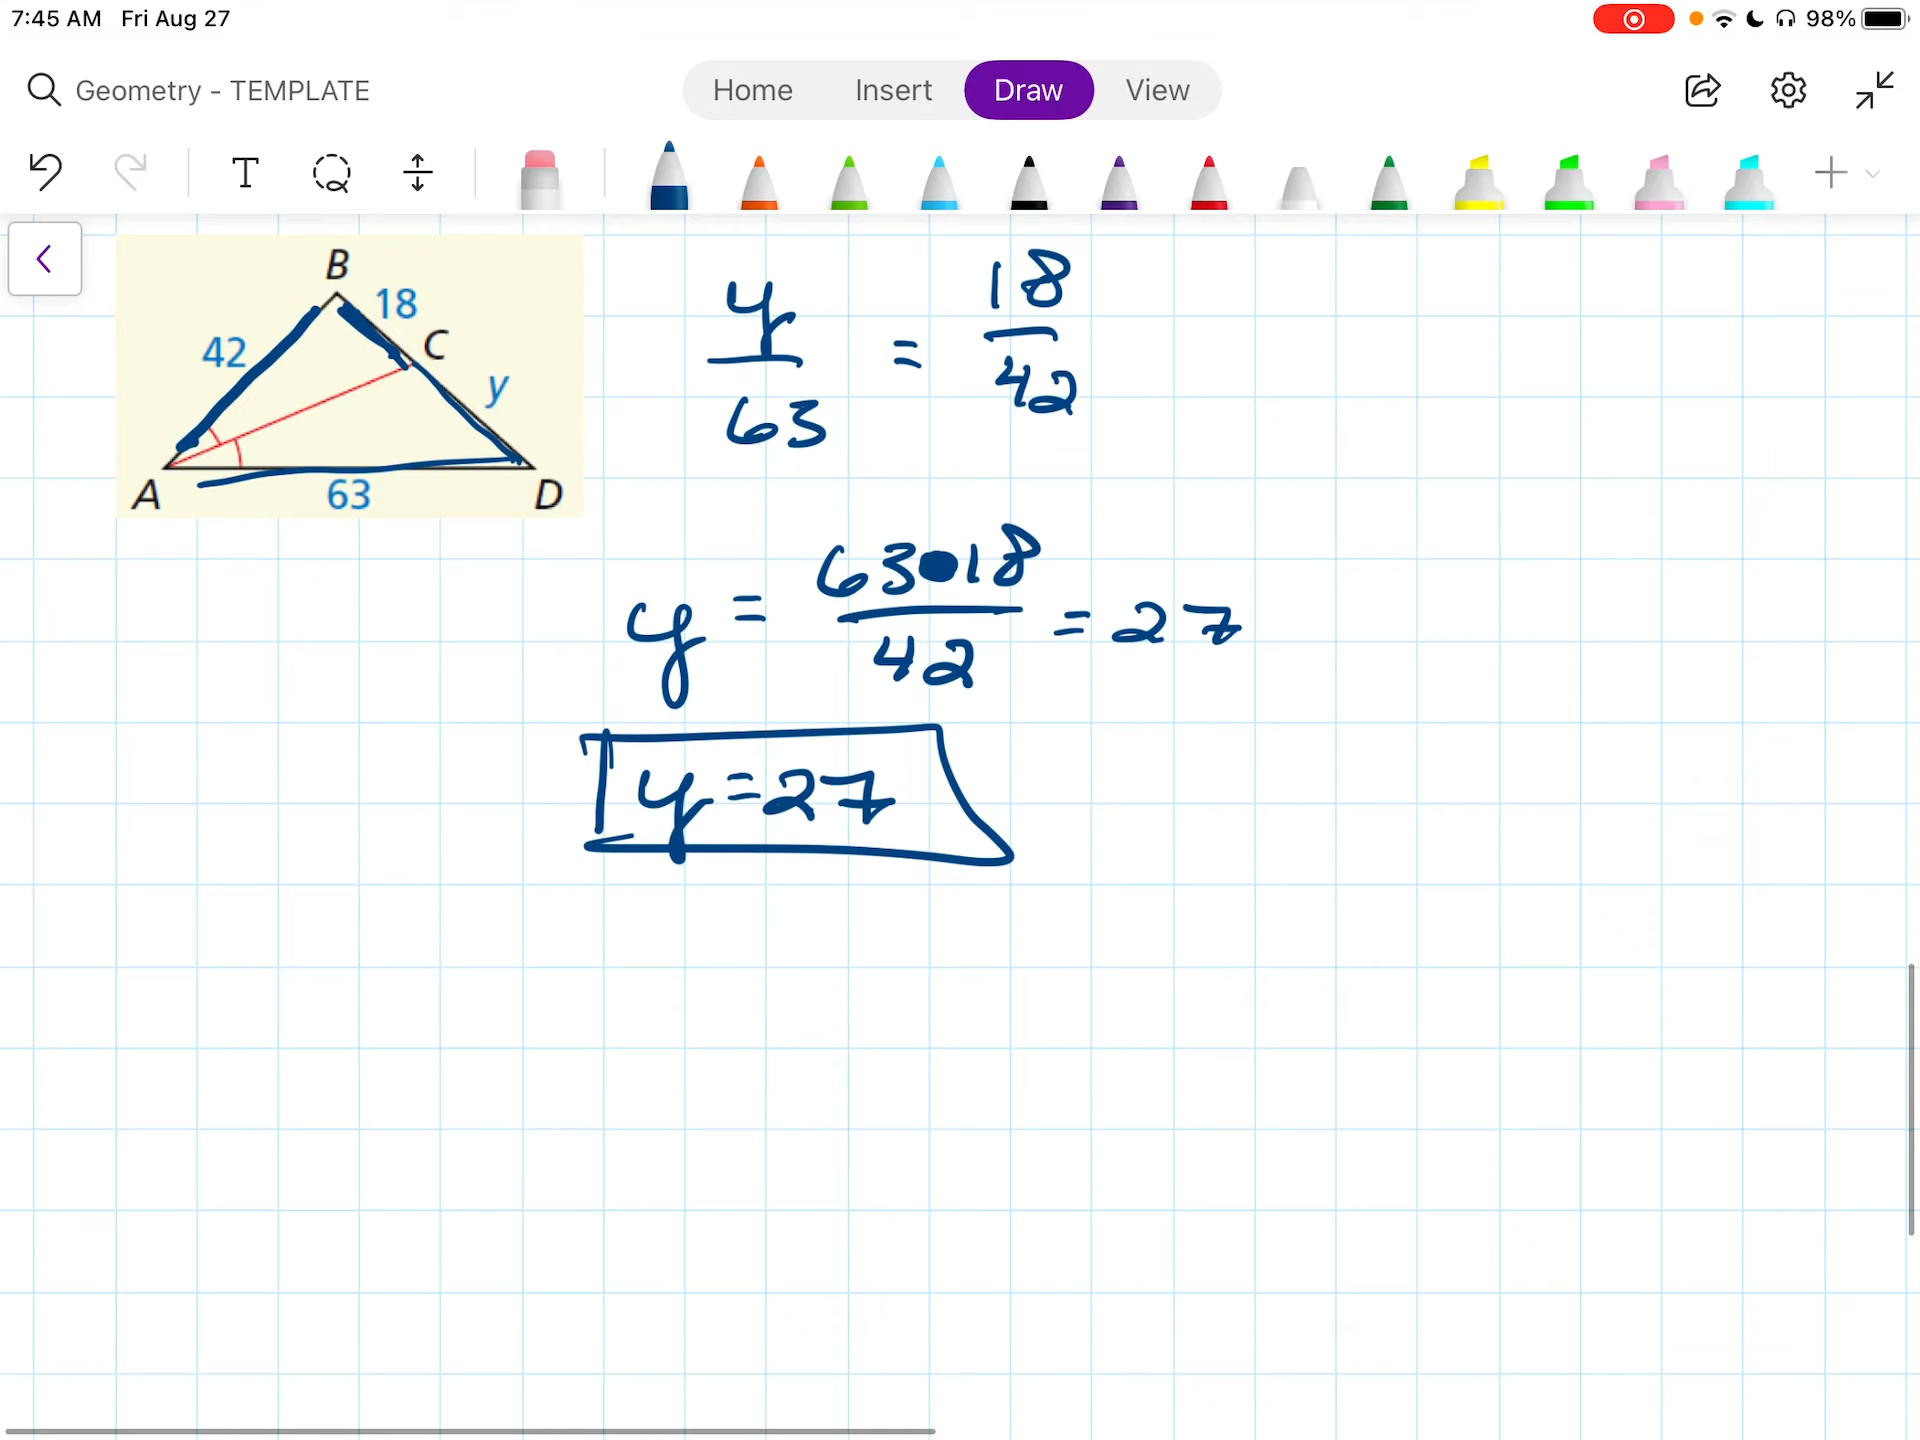 7:45 AM Fri Aug 27 98%
Geometry - TEMPLATE Home Insert Draw View
T
B
18
42
C
y
A 63 D
y/63 = 18/42
y = 63•18/42 = 27
y=27